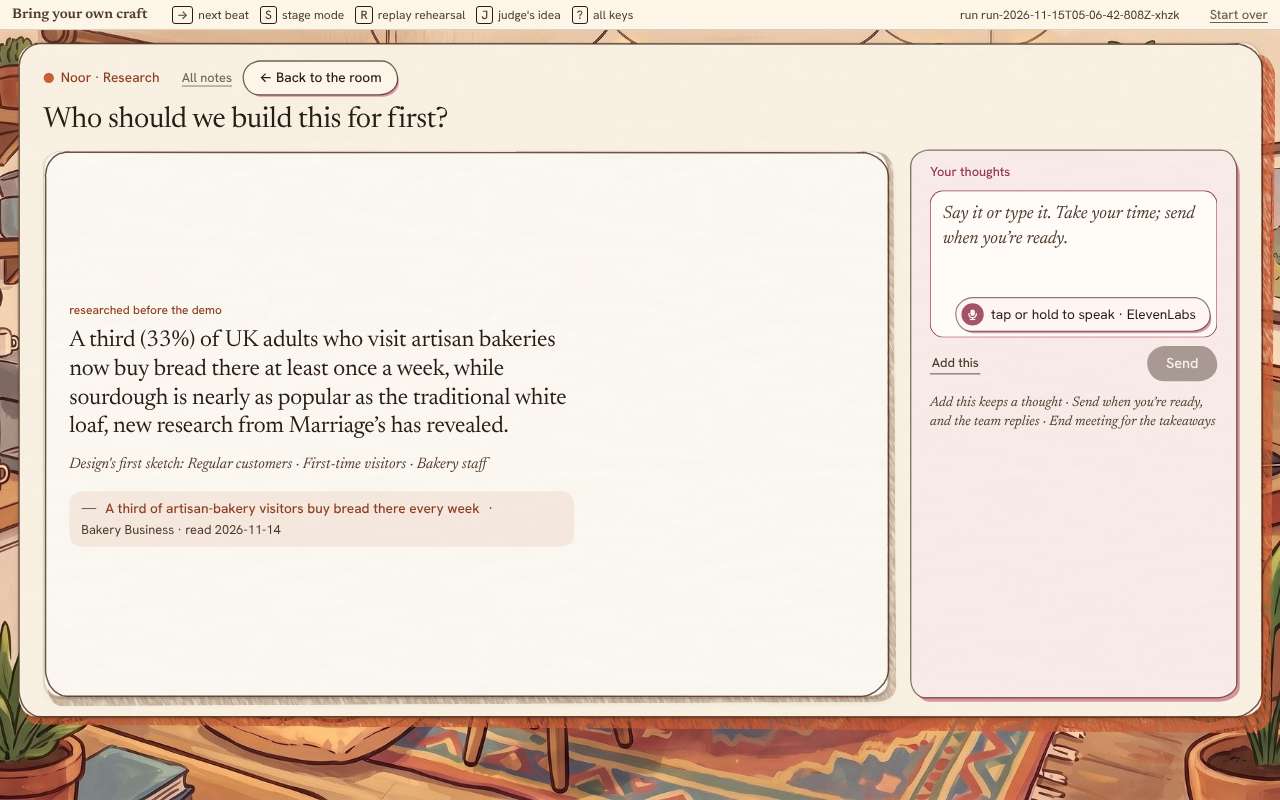 Bring your own craft → next beat S stage mode R replay rehearsal J judge's idea ? all keys run run-2026-11-15T05-06-42-808Z-xhzk Start over
Noor · Research All notes ← Back to the room
Who should we build this for first?
researched before the demo
A third (33%) of UK adults who visit artisan bakeries
now buy bread there at least once a week, while
sourdough is nearly as popular as the traditional white
loaf, new research from Marriage’s has revealed.
Design's first sketch: Regular customers · First-time visitors · Bakery staff
— A third of artisan-bakery visitors buy bread there every week ·
Bakery Business · read 2026-11-14
Your thoughts
Say it or type it. Take your time; send
when you’re ready.
tap or hold to speak · ElevenLabs
Add this Send
Add this keeps a thought · Send when you’re ready,
and the team replies · End meeting for the takeaways